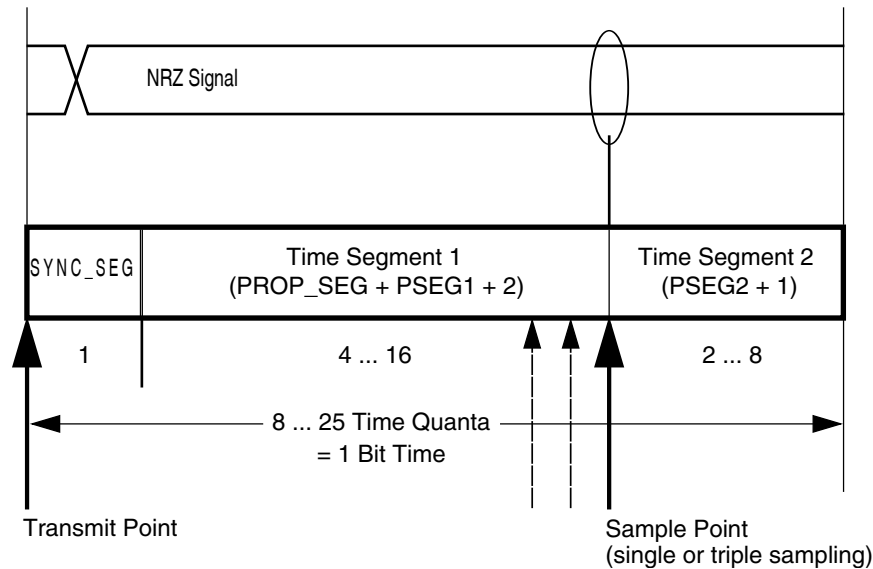 NRZ Signal
SYNC_SEG
Time Segment 1
(PROP_SEG + PSEG1 + 2)
Time Segment 2
(PSEG2 + 1)
1
4 ... 16
2 ... 8
8 ... 25 Time Quanta
= 1 Bit Time
Transmit Point
Sample Point
(single or triple sampling)